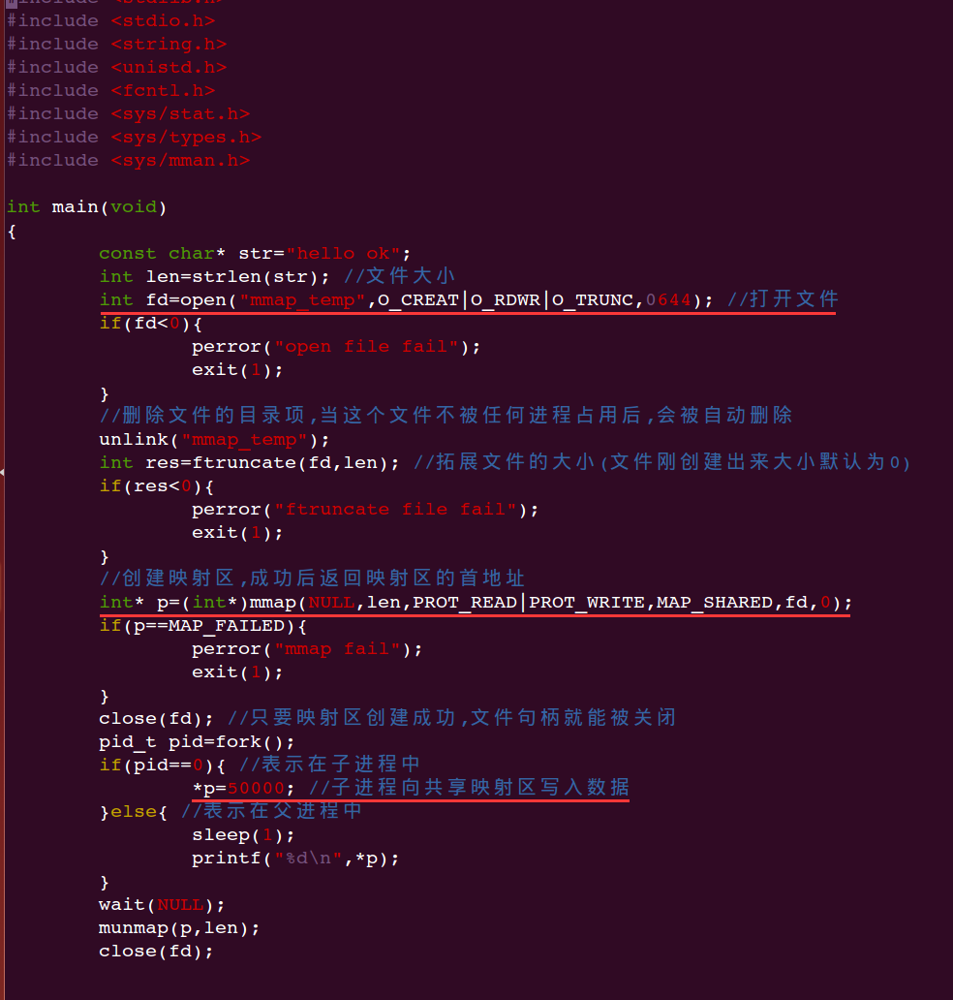 #include <stdlib.h>
#include <stdio.h>
#include <string.h>
#include <unistd.h>
#include <fcntl.h>
#include <sys/stat.h>
#include <sys/types.h>
#include <sys/mman.h>
int main(void)
{
const char* str="hello ok";
int len=strlen(str); //文件大小
int fd=open("mmap_temp",O_CREAT|O_RDWR|O_TRUNC,0644); //打开文件
if(fd<0){
perror("open file fail");
exit(1);
}
//删除文件的目录项,当这个文件不被任何进程占用后,会被自动删除
unlink("mmap_temp");
int res=ftruncate(fd,len); //拓展文件的大小(文件刚创建出来大小默认为0)
if(res<0){
perror("ftruncate file fail");
exit(1);
}
//创建映射区,成功后返回映射区的首地址
int* p=(int*)mmap(NULL,len,PROT_READ|PROT_WRITE,MAP_SHARED,fd,0);
if(p==MAP_FAILED){
perror("mmap fail");
exit(1);
}
close(fd); //只要映射区创建成功,文件句柄就能被关闭
pid_t pid=fork();
if(pid==0){ //表示在子进程中
*p=50000; //子进程向共享映射区写入数据
}else{ //表示在父进程中
sleep(1);
printf("%d\n",*p);
}
wait(NULL);
munmap(p,len);
close(fd);